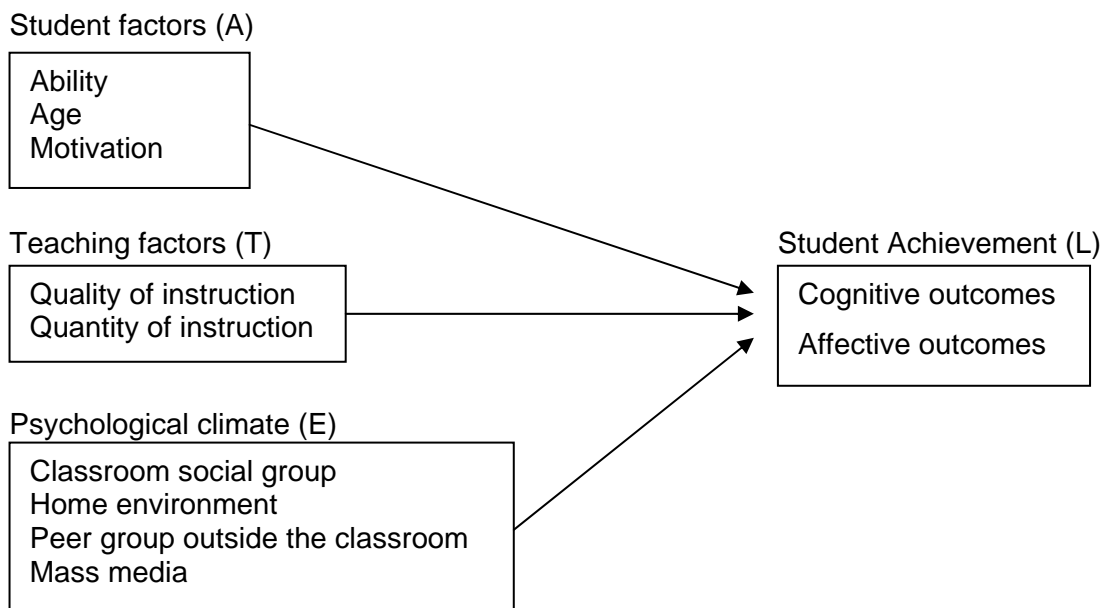 Student factors (A)
Ability
Age
Motivation
Teaching factors (T)
Quality of instruction
Quantity of instruction
Psychological climate (E)
Classroom social group
Home environment
Peer group outside the classroom
Mass media
Student Achievement (L)
Cognitive outcomes
Affective outcomes